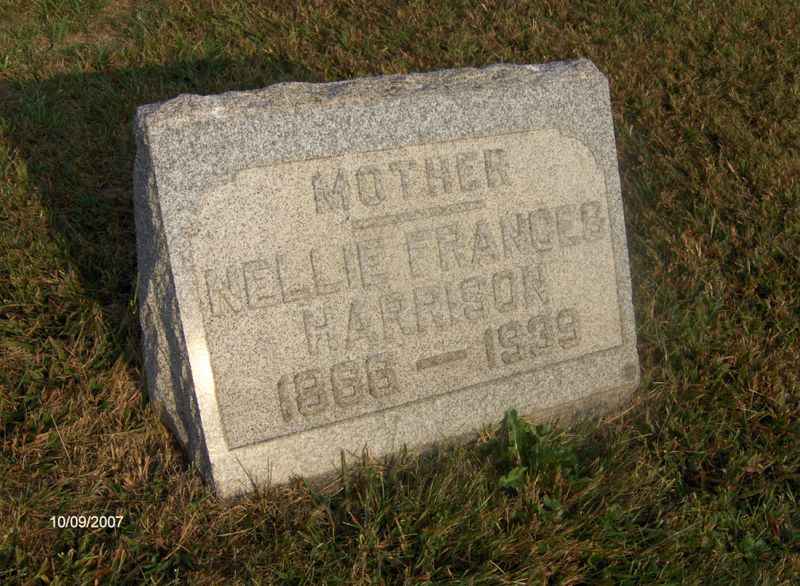 MOTHER
NELLIE FRANCES
HARRISON
1866 — 1939
10/09/2007